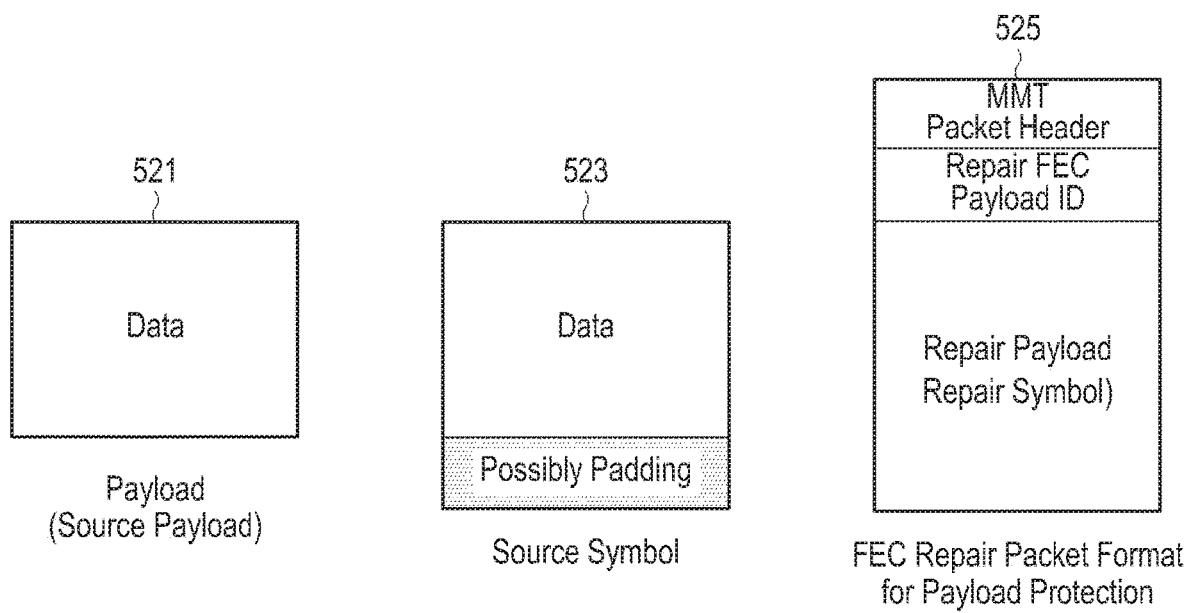 521
Data
Payload
(Source Payload)
523
Data
Possibly Padding
Source Symbol
525
MMT
Packet Header
Repair FEC
Payload ID
Repair Payload
Repair Symbol)
FEC Repair Packet Format
for Payload Protection